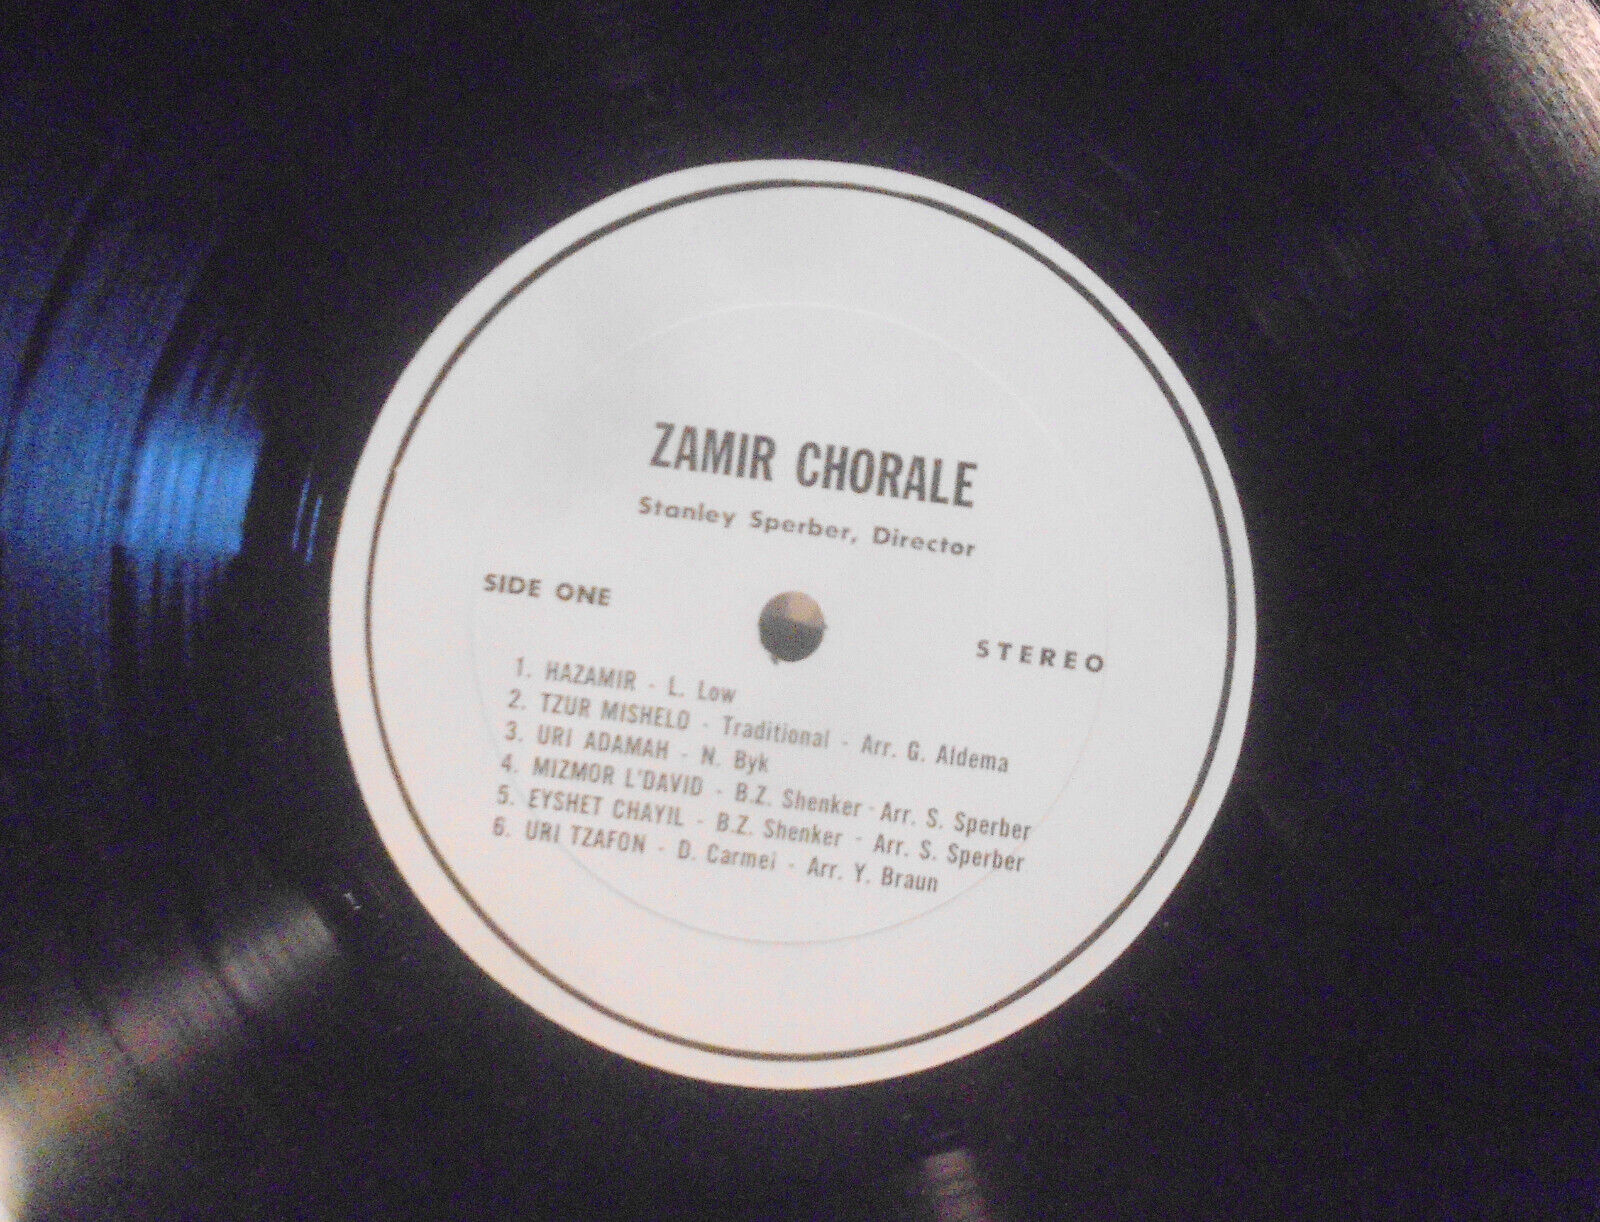 ZAMIR CHORALE
Stanley Sperber, Director
SIDE ONE
STEREO
1. HAZAMIR - L. Low
2. TZUR MISHELO - Traditional - Arr. G. Aldema
3. URI ADAMAH - N. Byk
4. MIZMOR L'DAVID - B.Z. Shenker - Arr. S. Sperber
5. EYSHET CHAYIL - B.Z. Shenker - Arr. S. Sperber
6. URI TZAFON - D. Carmel - Arr. Y. Braun